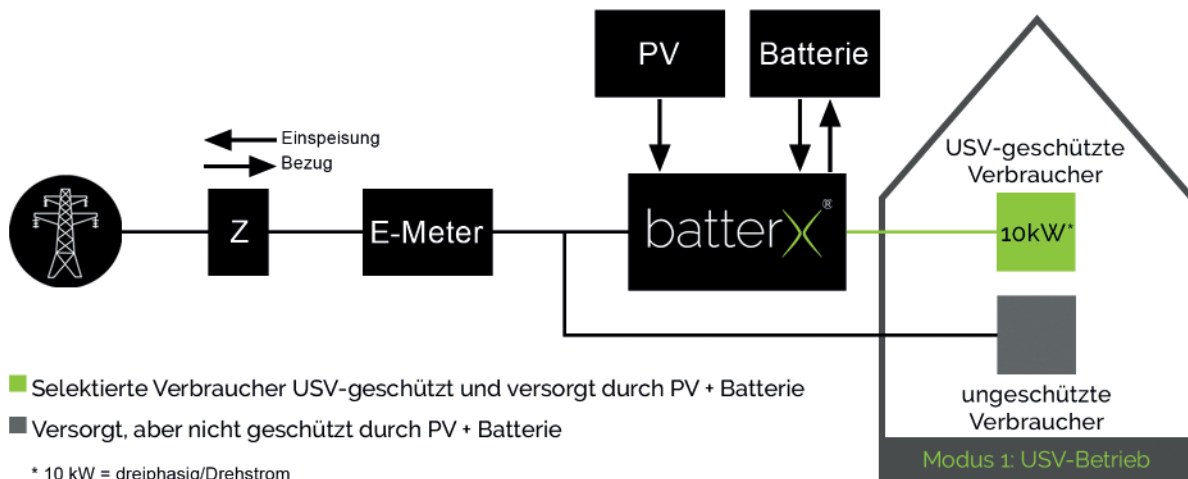 PV
Batterie
Einspeisung
Bezug
USV-geschützte
Verbraucher
Z
E-Meter
batterX®
10kW*
ungeschützte
Verbraucher
Selektierte Verbraucher USV-geschützt und versorgt durch PV + Batterie
Versorgt, aber nicht geschützt durch PV + Batterie
* 10 kW = dreiphasig/Drehstrom
Modus 1: USV-Betrieb